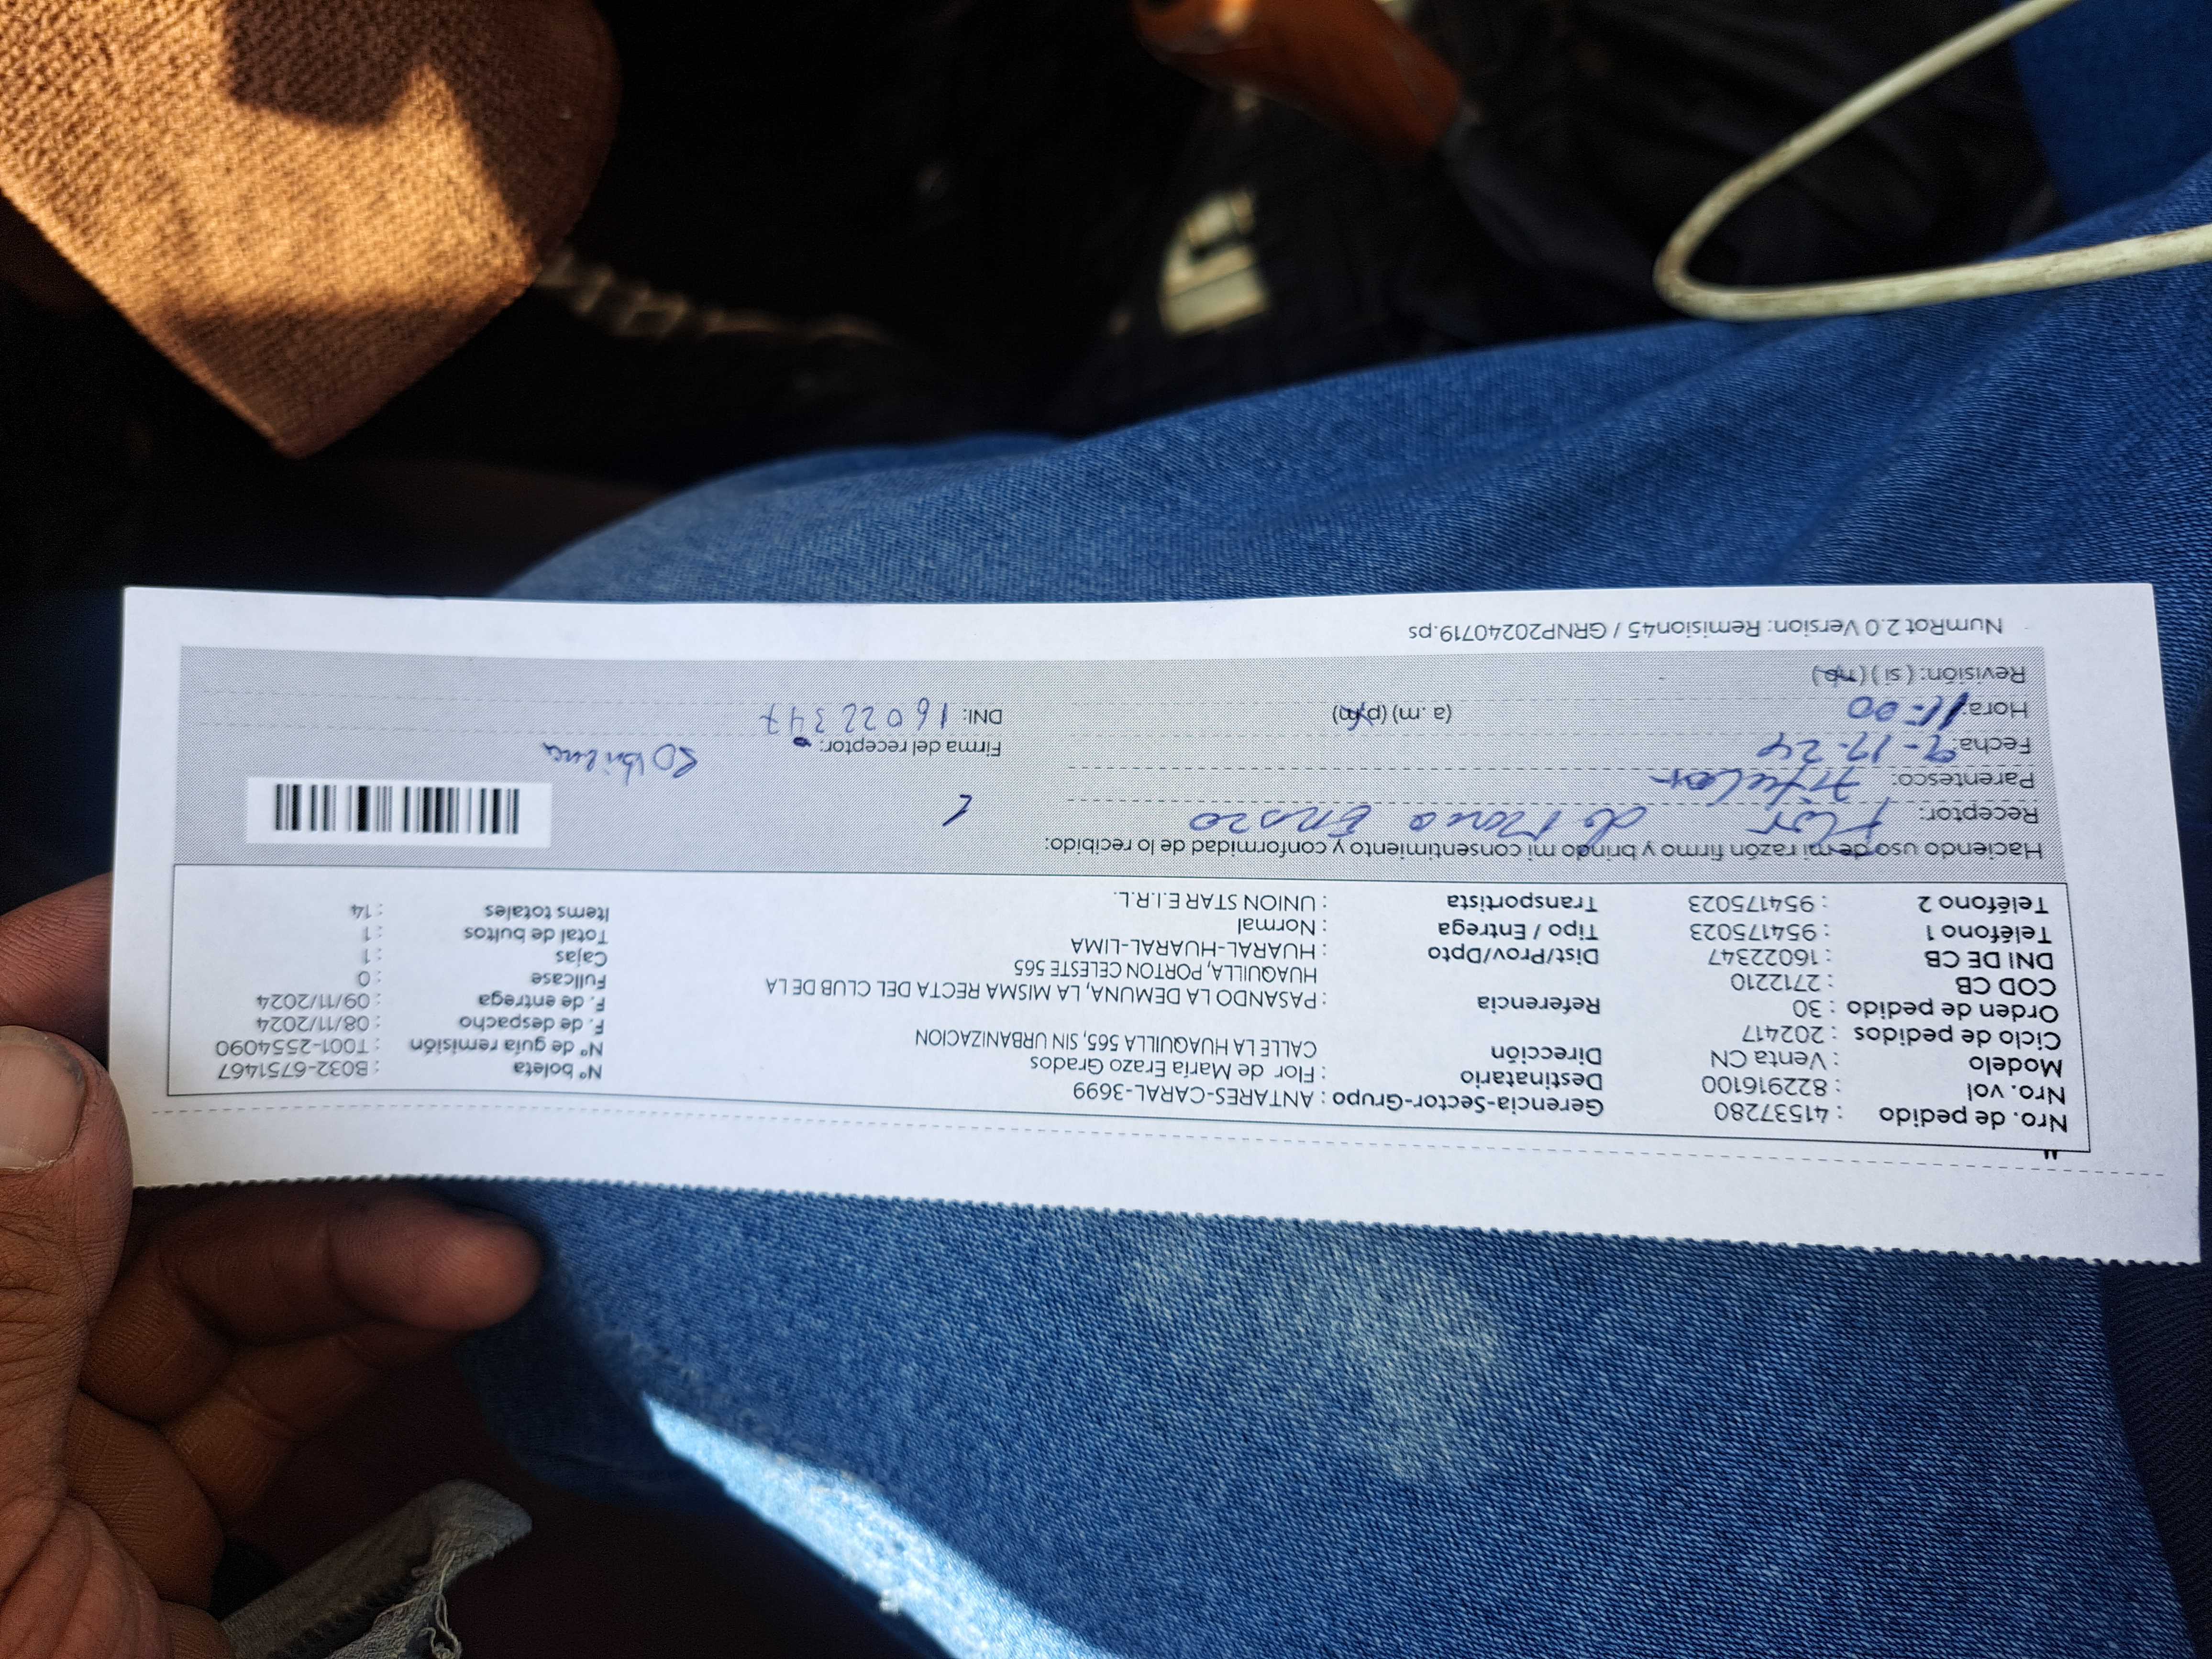 Nro. de pedido : 41537280
Nro. vol : 822916100
Modelo : Venta CN
Ciclo de pedidos : 202417
Orden de pedido : 30
COD CB : 2712210
DNI DE CB : 16022347
Teléfono 1 : 954175023
Teléfono 2 : 954175023
Gerencia-Sector-Grupo : ANTARES-CARAL-3699
Destinatario : Flor de María Erazo Grados
Dirección CALLE LA HUAQUILLA 565, SIN URBANIZACION
Referencia : PASANDO LA DEMUNA, LA MISMA RECTA DEL CLUB DE LA
HUAQUILLA, PORTON CELESTE 565
Dist/Prov/Dpto : HUARAL-HUARAL-LIMA
Tipo / Entrega : Normal
Transportista : UNION STAR E.I.R.L.
Nº boleta : B032-6751467
Nº de guía remisión : T001-2554090
F. de despacho : 08/11/2024
F. de entrega : 09/11/2024
Fullcase : 0
Cajas : 1
Total de bultos : 1
Items totales : 14
Haciendo uso de mi razón firmo y brindo mi consentimiento y conformidad de lo recibido:
Receptor: Flor de Maria
Parentesco: Titular
Fecha: 9-11-24
Hora: 11:00 (a. m) (p.m)
Revisión: ( si ) ( no )
Firma del receptor:
DNI: 16022347
NumRot 2.0 Version: Remision45 / GRNP20240719.ps